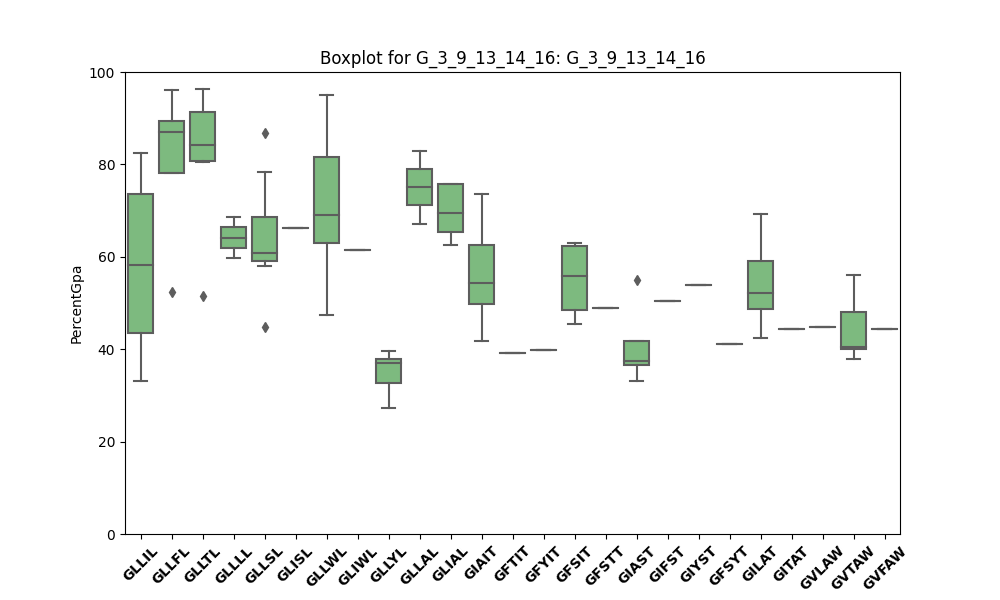 Boxplot for G_3_9_13_14_16: G_3_9_13_14_16
PercentGpa
100
80
60
40
20
0
GLLIL
GLLFL
GLLTL
GLLLL
GLLSL
GLISL
GLLWL
GLIWL
GLLYL
GLLAL
GLIAL
GIAIT
GFTIT
GFYIT
GFSIT
GFSTT
GIAST
GIFST
GIYST
GFSYT
GILAT
GITAT
GVLAW
GVTAW
GVFAW